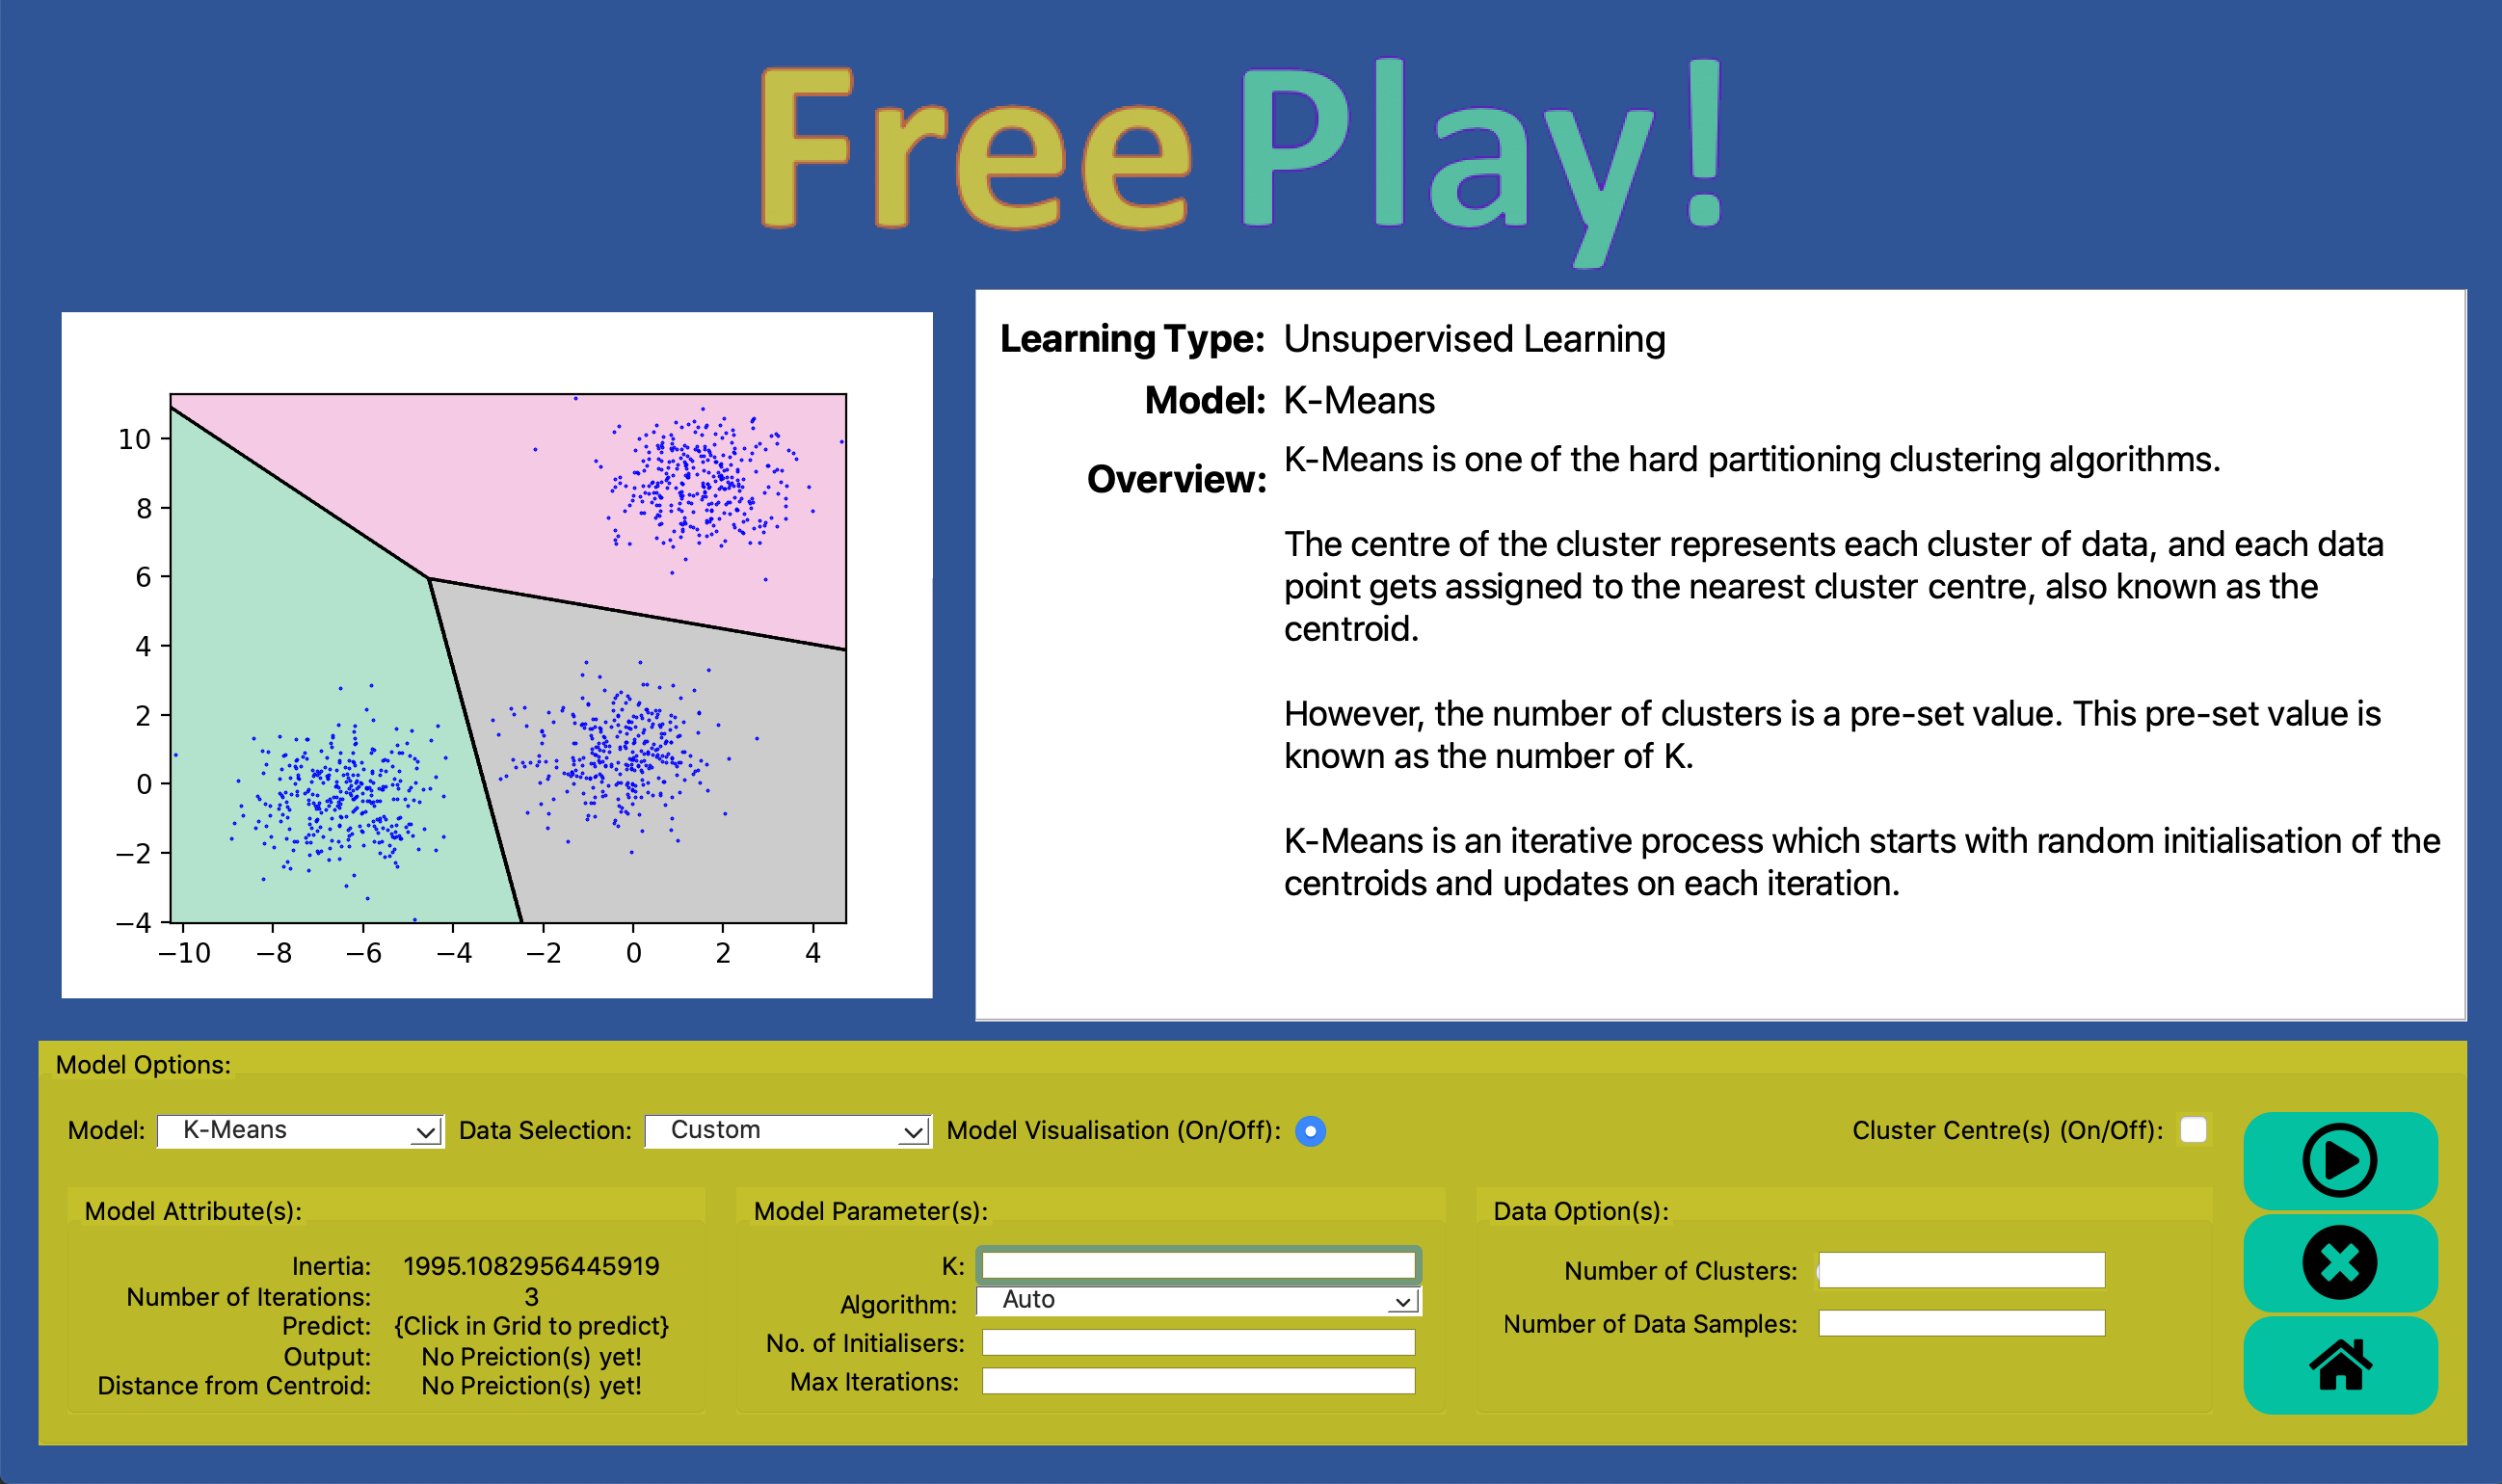 Free Play!
Learning Type: Unsupervised Learning
Model: K-Means
Overview: K-Means is one of the hard partitioning clustering algorithms.
The centre of the cluster represents each cluster of data, and each data
point gets assigned to the nearest cluster centre, also known as the
centroid.
However, the number of clusters is a pre-set value. This pre-set value is
known as the number of K.
K-Means is an iterative process which starts with random initialisation of the
centroids and updates on each iteration.
10
8
6
4
2
0
−2
−4
−10 −8 −6 −4 −2 0 2 4
Model Options:
Model: K-Means Data Selection: Custom Model Visualisation (On/Off): Cluster Centre(s) (On/Off):
Model Attribute(s):
Inertia: 1995.1082956445919
Number of Iterations: 3
Predict: {Click in Grid to predict}
Output: No Preiction(s) yet!
Distance from Centroid: No Preiction(s) yet!
Model Parameter(s):
K:
Algorithm: Auto
No. of Initialisers:
Max Iterations:
Data Option(s):
Number of Clusters:
Number of Data Samples: